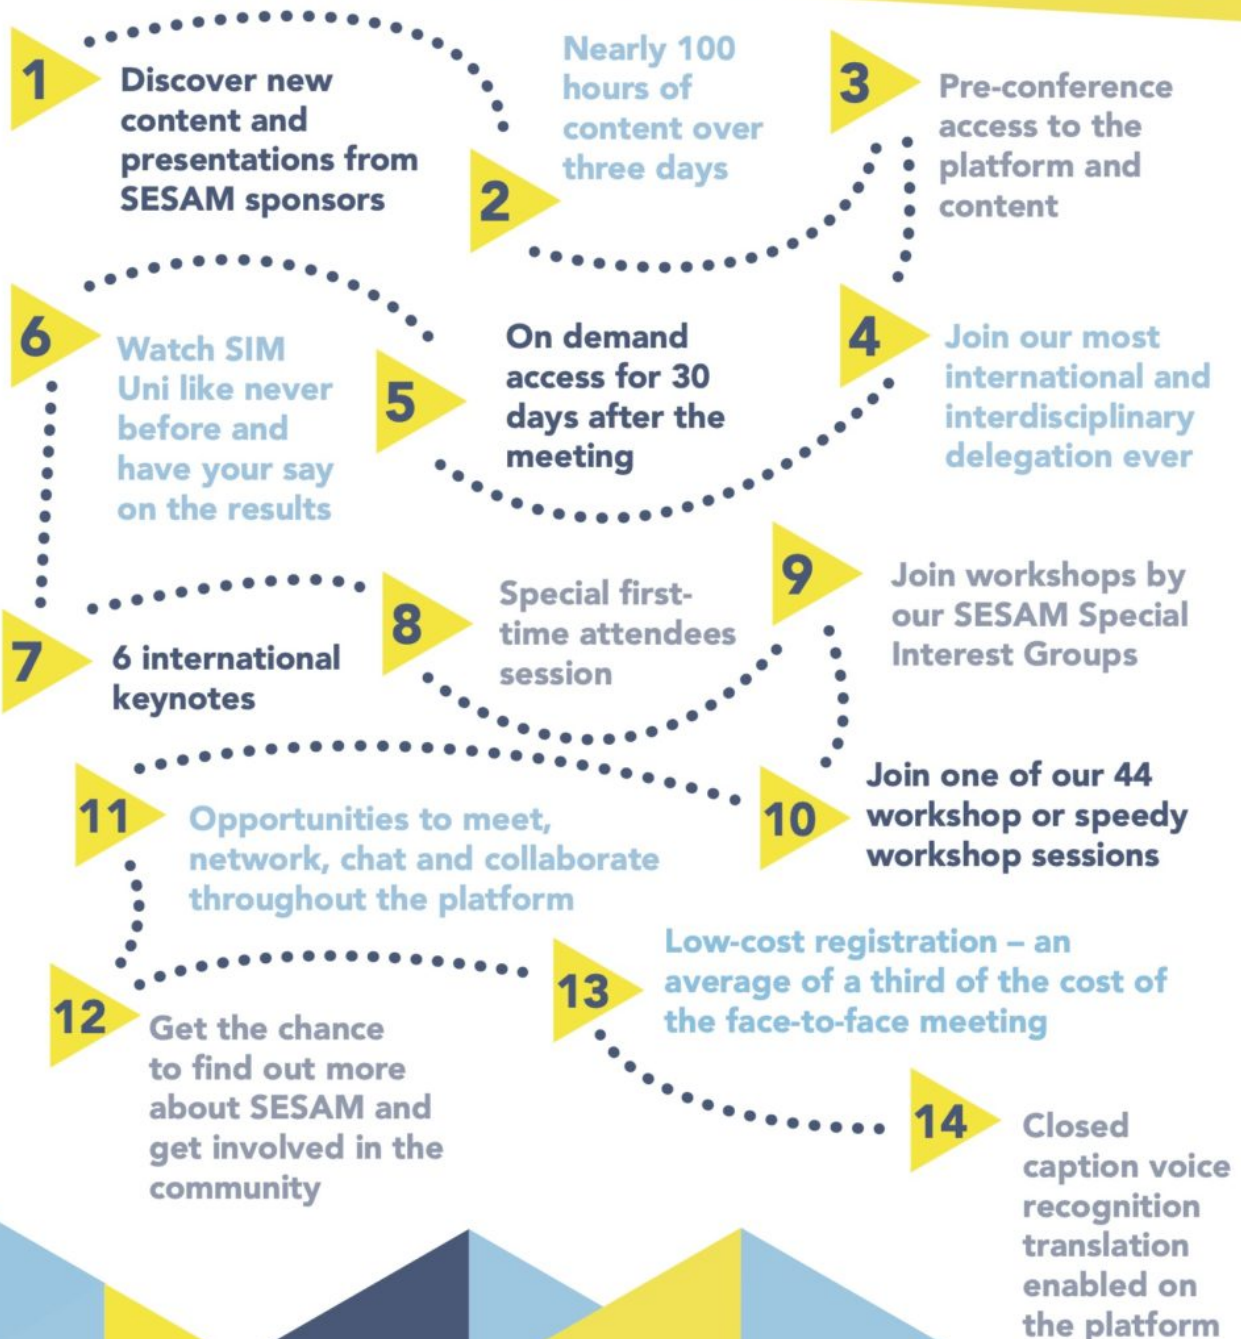 1
Discover new
content and
presentations from
SESAM sponsors
2
Nearly 100
hours of
content over
three days
3
Pre-conference
access to the
platform and
content
4
Join our most
international and
interdisciplinary
delegation ever
5
On demand
access for 30
days after the
meeting
6
Watch SIM
Uni like never
before and
have your say
on the results
7
6 international
keynotes
8
Special first-
time attendees
session
9
Join workshops by
our SESAM Special
Interest Groups
10
Join one of our 44
workshop or speedy
workshop sessions
11
Opportunities to meet,
network, chat and collaborate
throughout the platform
12
Get the chance
to find out more
about SESAM and
get involved in the
community
13
Low-cost registration – an
average of a third of the cost of
the face-to-face meeting
14
Closed
caption voice
recognition
translation
enabled on
the platform